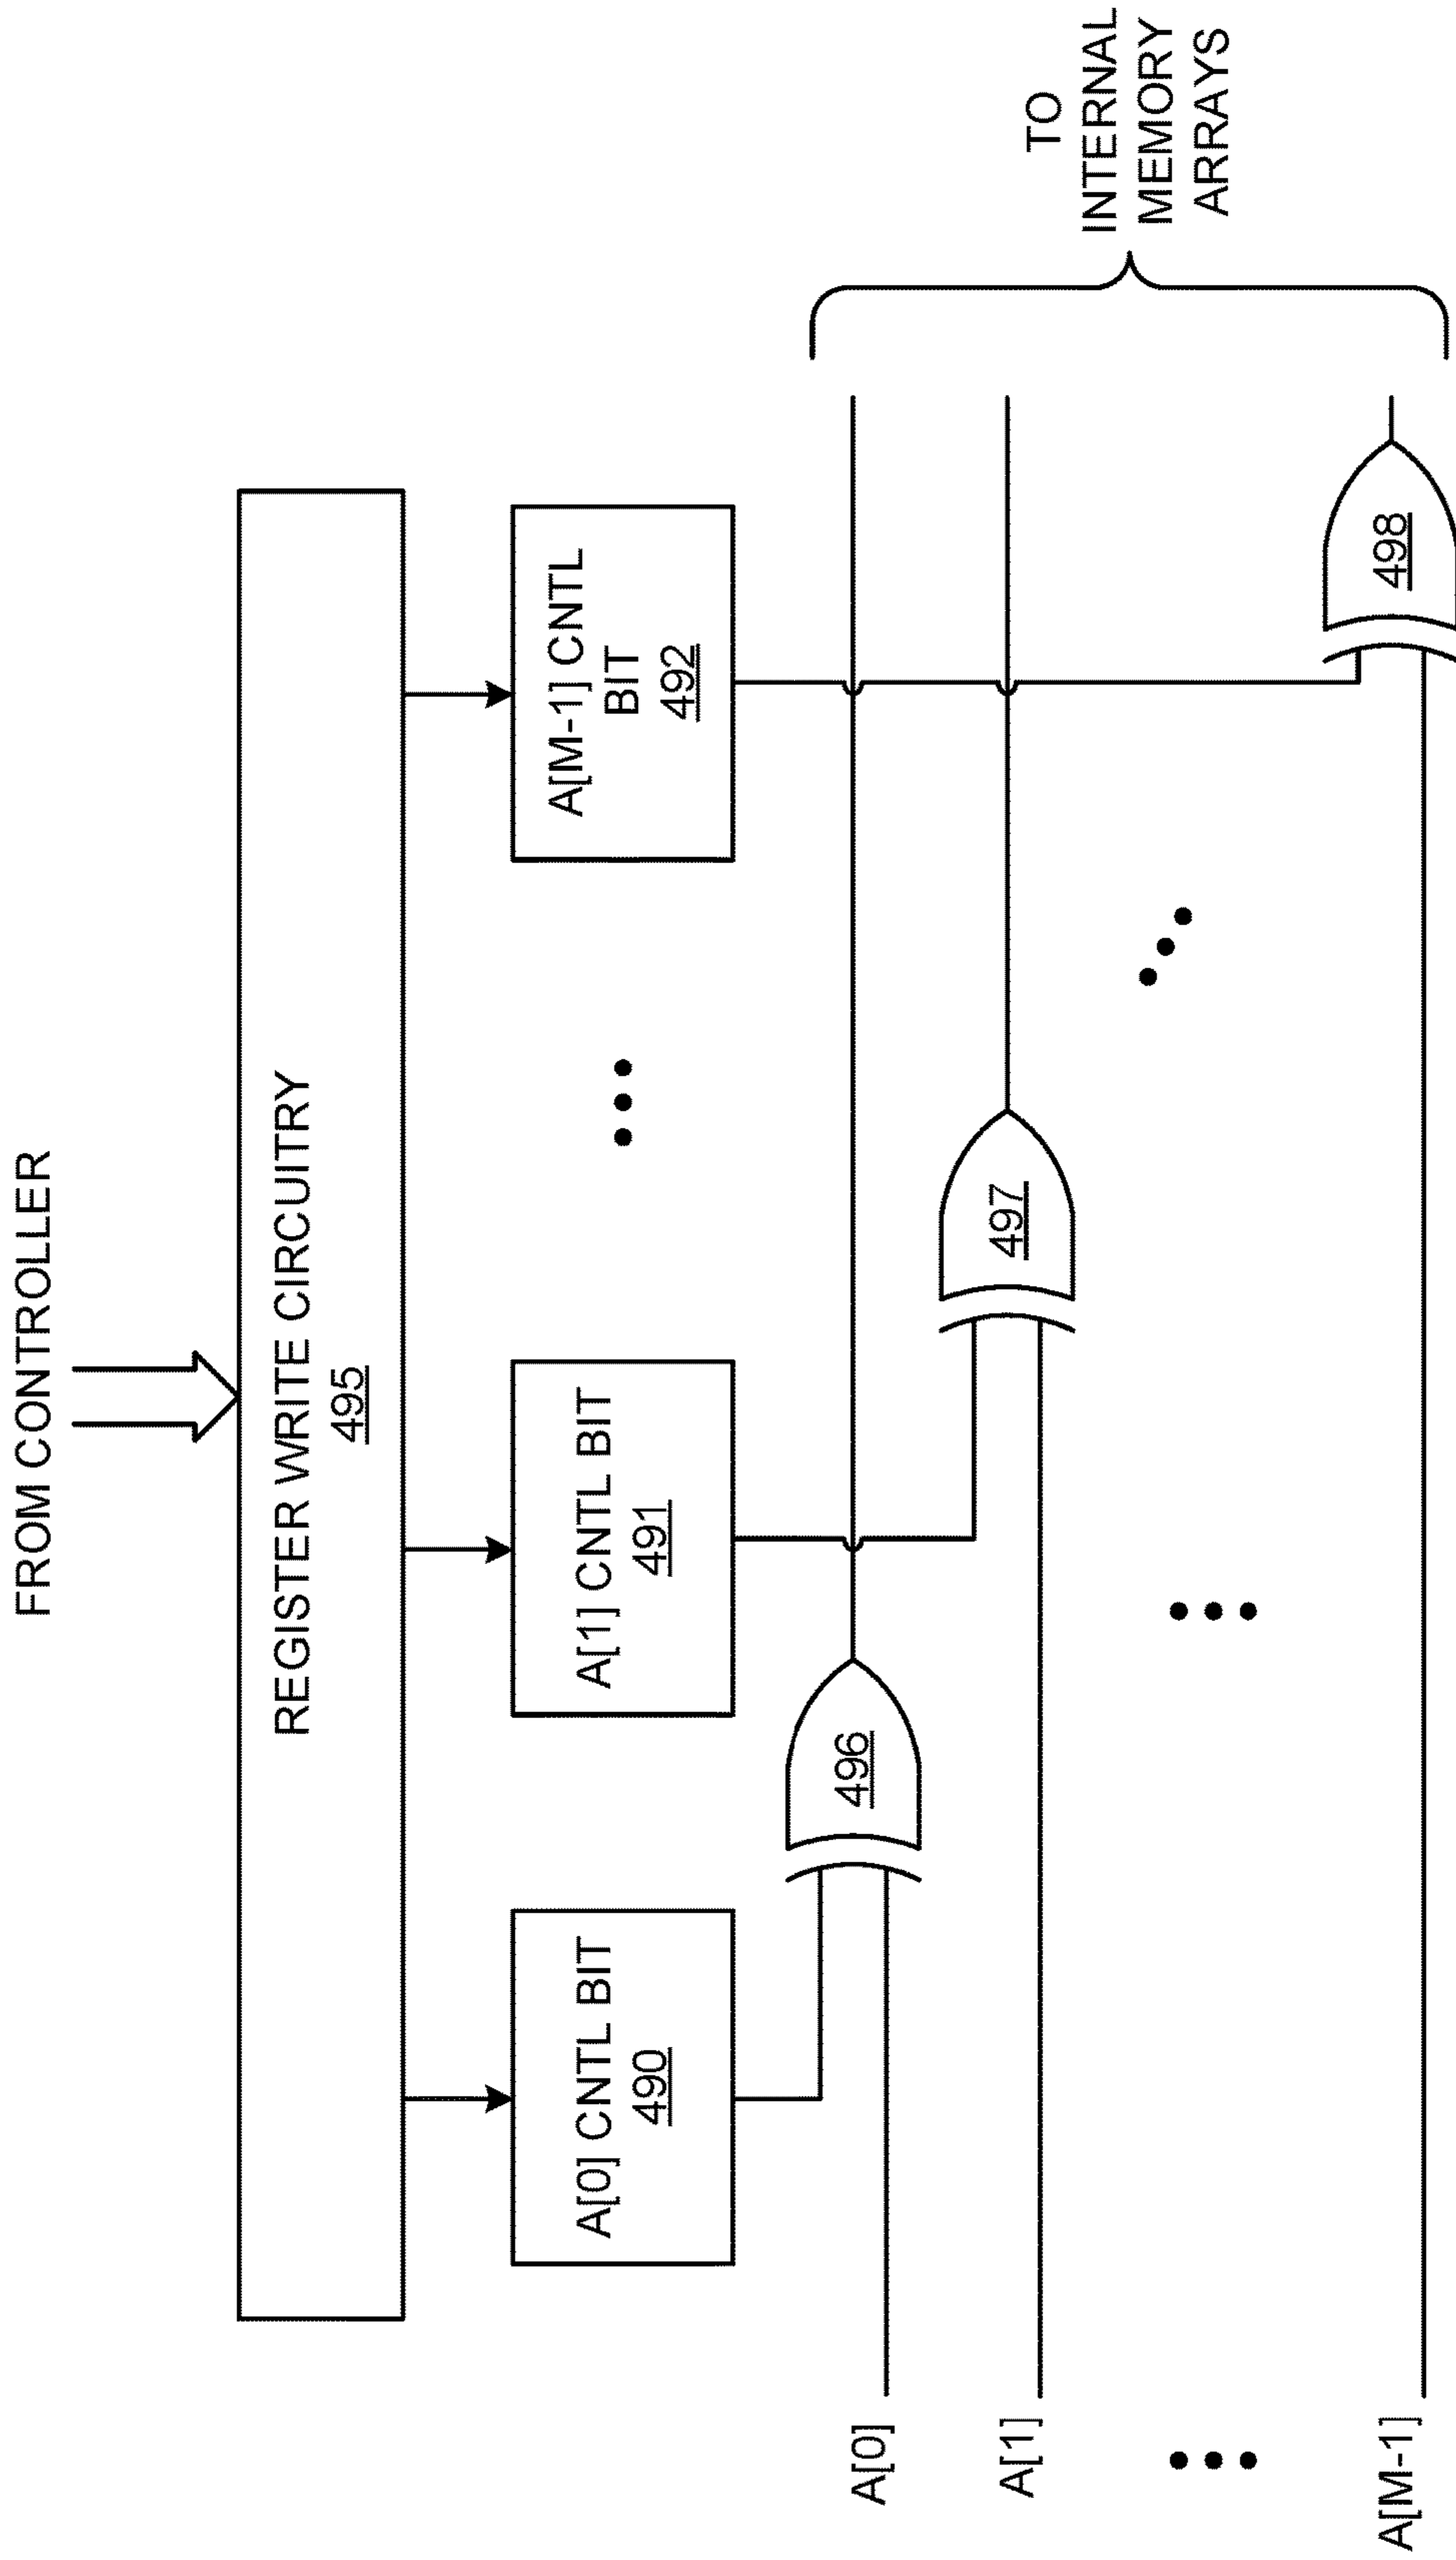 FROM CONTROLLER
REGISTER WRITE CIRCUITRY
495
A[0] CNTL BIT
490
A[1] CNTL BIT
491
A[M-1] CNTL
BIT
492
A[0]
496
A[1]
497
A[M-1]
498
TO
INTERNAL
MEMORY
ARRAYS